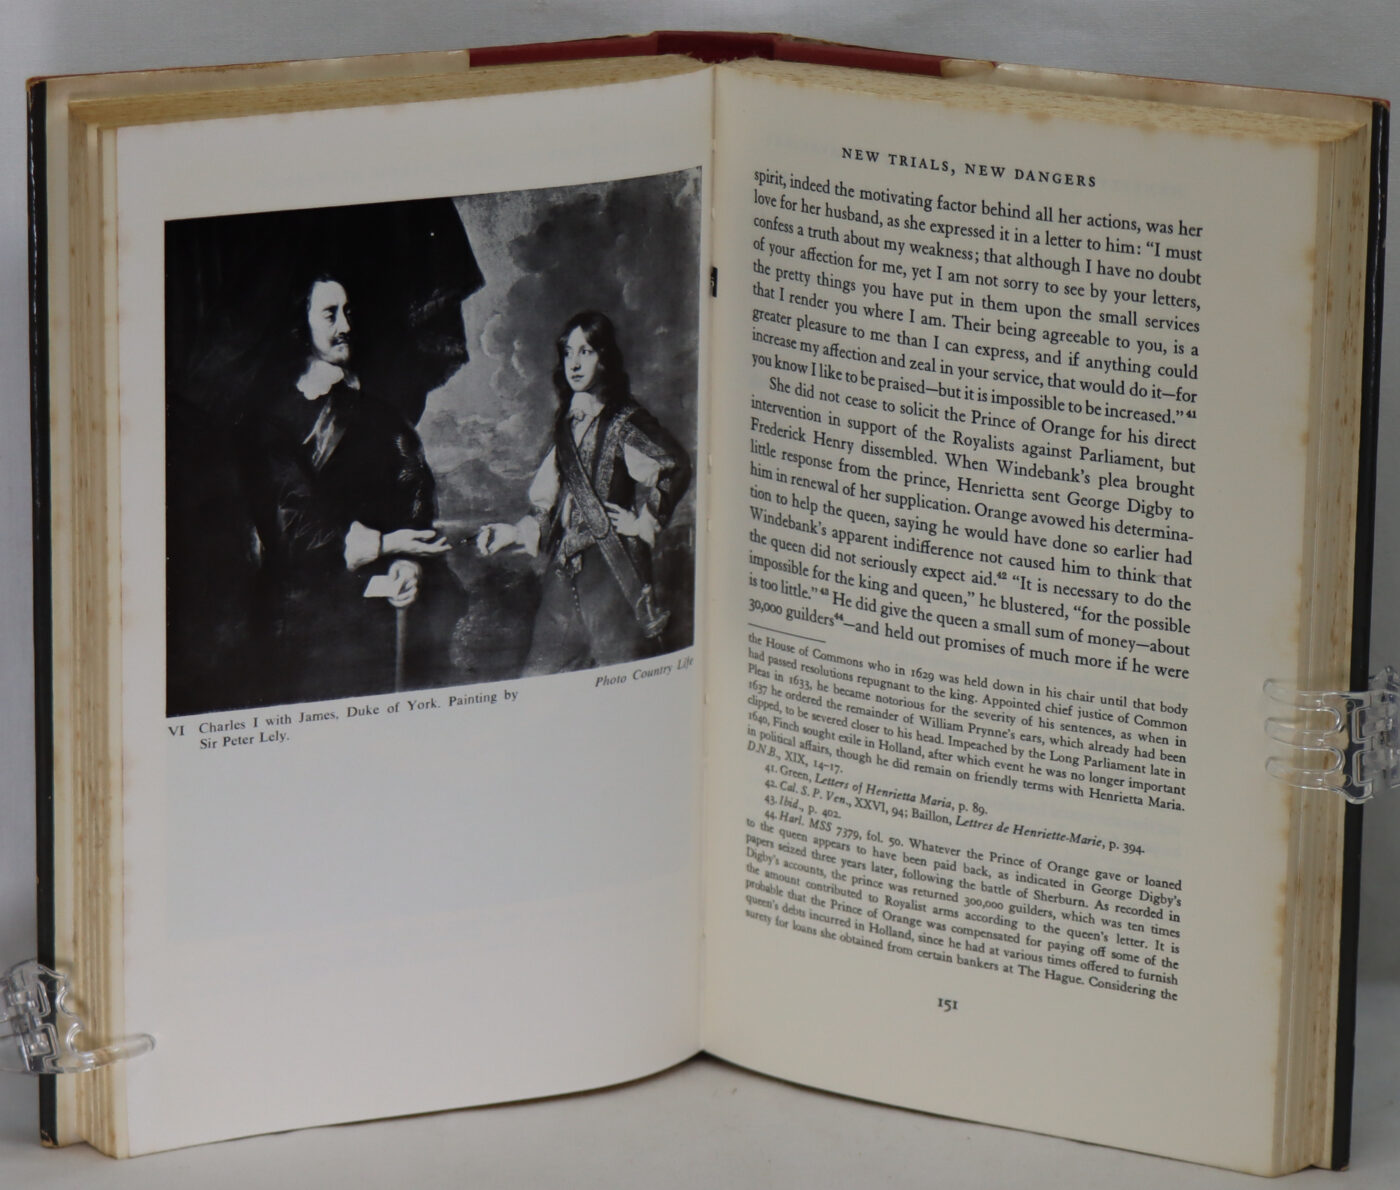 VI Charles I with James, Duke of York. Painting by
Sir Peter Lely.
Photo Country Life
NEW TRIALS, NEW DANGERS
spirit, indeed the motivating factor behind all her actions, was her
love for her husband, as she expressed it in a letter to him: “I must
confess a truth about my weakness; that although I have no doubt
of your affection for me, yet I am not sorry to see by your letters,
the pretty things you have put in them upon the small services
that I render you where I am. Their being agreeable to you, is a
greater pleasure to me than I can express, and if anything could
increase my affection and zeal in your service, that would do it—for
you know I like to be praised—but it is impossible to be increased.”41
She did not cease to solicit the Prince of Orange for his direct
intervention in support of the Royalists against Parliament, but
Frederick Henry dissembled. When Windebank’s plea brought
little response from the prince, Henrietta sent George Digby to
him in renewal of her supplication. Orange avowed his determina-
tion to help the queen, saying he would have done so earlier had
Windebank’s apparent indifference not caused him to think that
the queen did not seriously expect aid.42 “It is necessary to do the
impossible for the king and queen,” he blustered, “for the possible
is too little.”43 He did give the queen a small sum of money—about
30,000 guilders44—and held out promises of much more if he were
the House of Commons who in 1629 was held down in his chair until that body
had passed resolutions repugnant to the king. Appointed chief justice of Common
Pleas in 1633, he became notorious for the severity of his sentences, as when in
1637 he ordered the remainder of William Prynne’s ears, which already had been
clipped, to be severed closer to his head. Impeached by the Long Parliament late in
1640, Finch sought exile in Holland, after which event he was no longer important
in political affairs, though he did remain on friendly terms with Henrietta Maria.
D.N.B., XIX, 14–17.
41. Green, Letters of Henrietta Maria, p. 89.
42. Cal. S. P. Ven., XXVI, 94; Baillon, Lettres de Henriette-Marie, p. 394.
43. Ibid., p. 402.
44. Harl. MSS 7379, fol. 50. Whatever the Prince of Orange gave or loaned
to the queen appears to have been paid back, as indicated in George Digby’s
papers seized three years later, following the battle of Sherburn. As recorded in
Digby’s accounts, the prince was returned 300,000 guilders, which was ten times
the amount contributed to Royalist arms according to the queen’s letter. It is
probable that the Prince of Orange was compensated for paying off some of the
queen’s debts incurred in Holland, since he had at various times offered to furnish
surety for loans she obtained from certain bankers at The Hague. Considering the
151